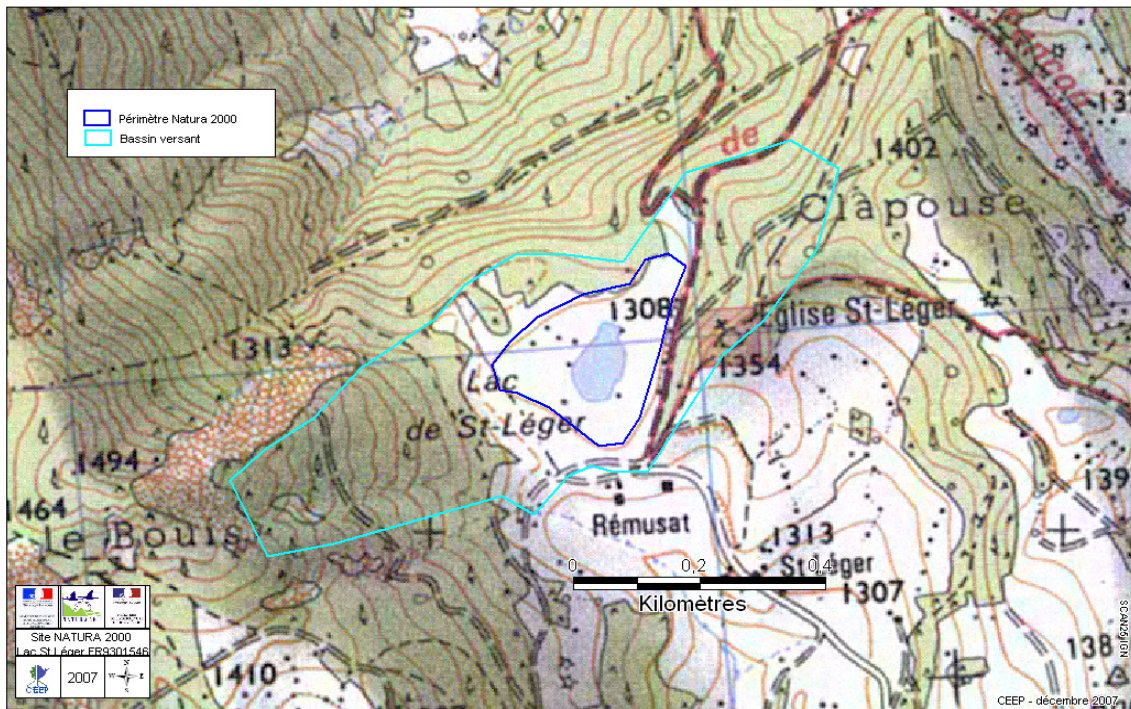 Périmètre Natura 2000
Bassin versant
de
1402
Clapouse
1308
Eglise St-Léger
1313
1354
Lac
de St-Léger
1494
1464
Le Bouis
Rémusat
1313
St-Léger
1307
0 0,2 0,4
Kilomètres
1410
138
Site NATURA 2000
Lac St Léger FR9301546
CEEP
2007
N
W E
S
SCAN25 IGN
CEEP - décembre 2007